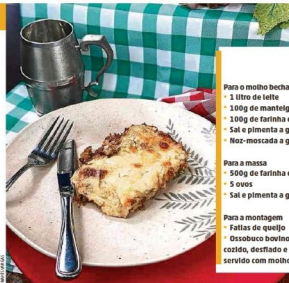 Para o molho becha
• 1 litro de leite
• 100g de manteig
• 100g de farinha d
• Sal e pimenta a g
• Noz-moscada a g
Para a massa
• 500g de farinha d
• 5 ovos
• Sal e pimenta a g
Para a montagem
• Fatias de queijo
• Ossobuco bovino
cozido, desfiado e
servido com molho